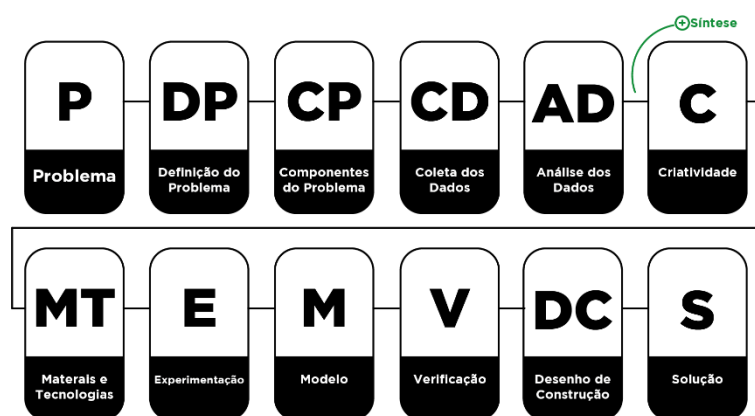 +Síntese
P
DP
CP
CD
AD
C
Problema
Definição do
Problema
Componentes
do Problema
Coleta dos
Dados
Análise dos
Dados
Criatividade
MT
E
M
V
DC
S
Materais e
Tecnologias
Experimentação
Modelo
Verificação
Desenho de
Construção
Solução